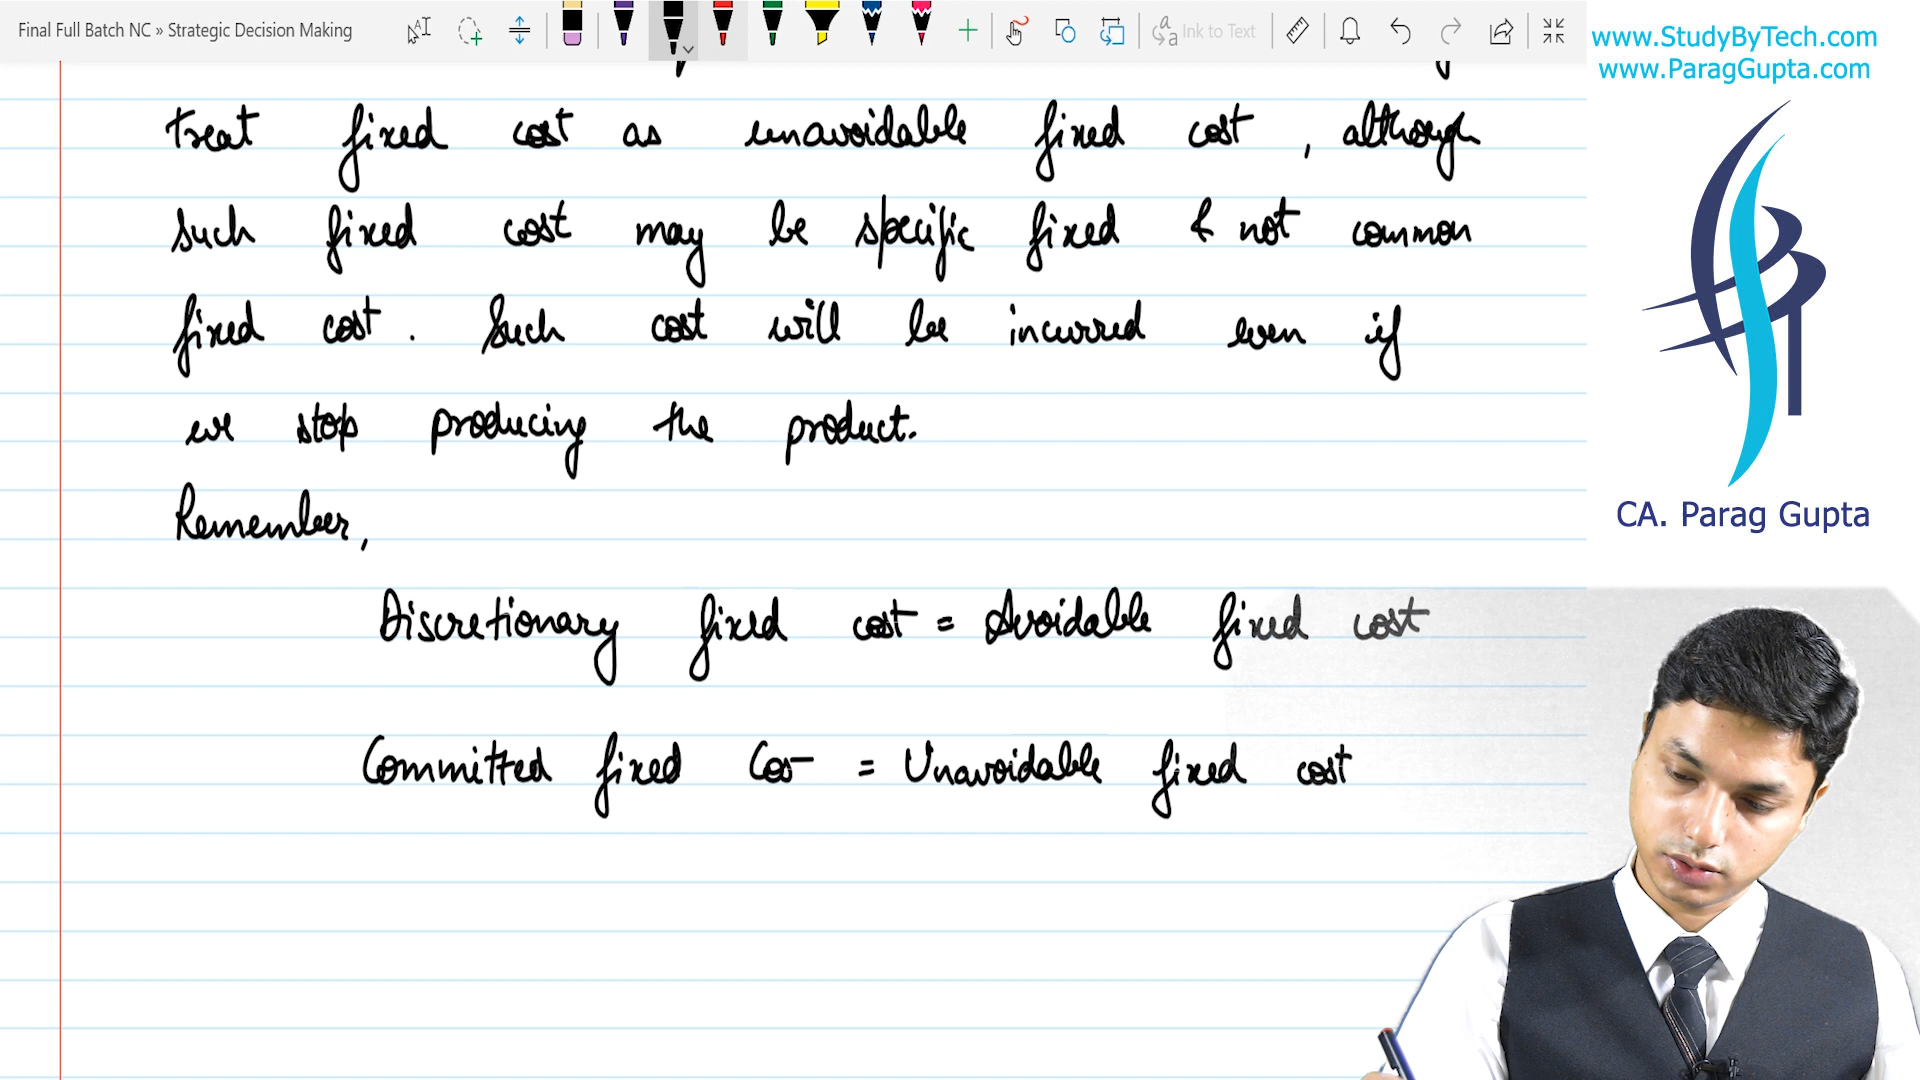 Final Full Batch NC » Strategic Decision Making
Ink to Text
www.StudyByTech.com
www.ParagGupta.com
treat fixed cost as unavoidable fixed cost, although
such fixed cost may be specific fixed & not common
fixed cost. Such cost will be incurred even if
we stop producing the product.
Remember,
Discretionary fixed cost = Avoidable fixed cost
Committed fixed Cos = Unavoidable fixed cost
CA. Parag Gupta